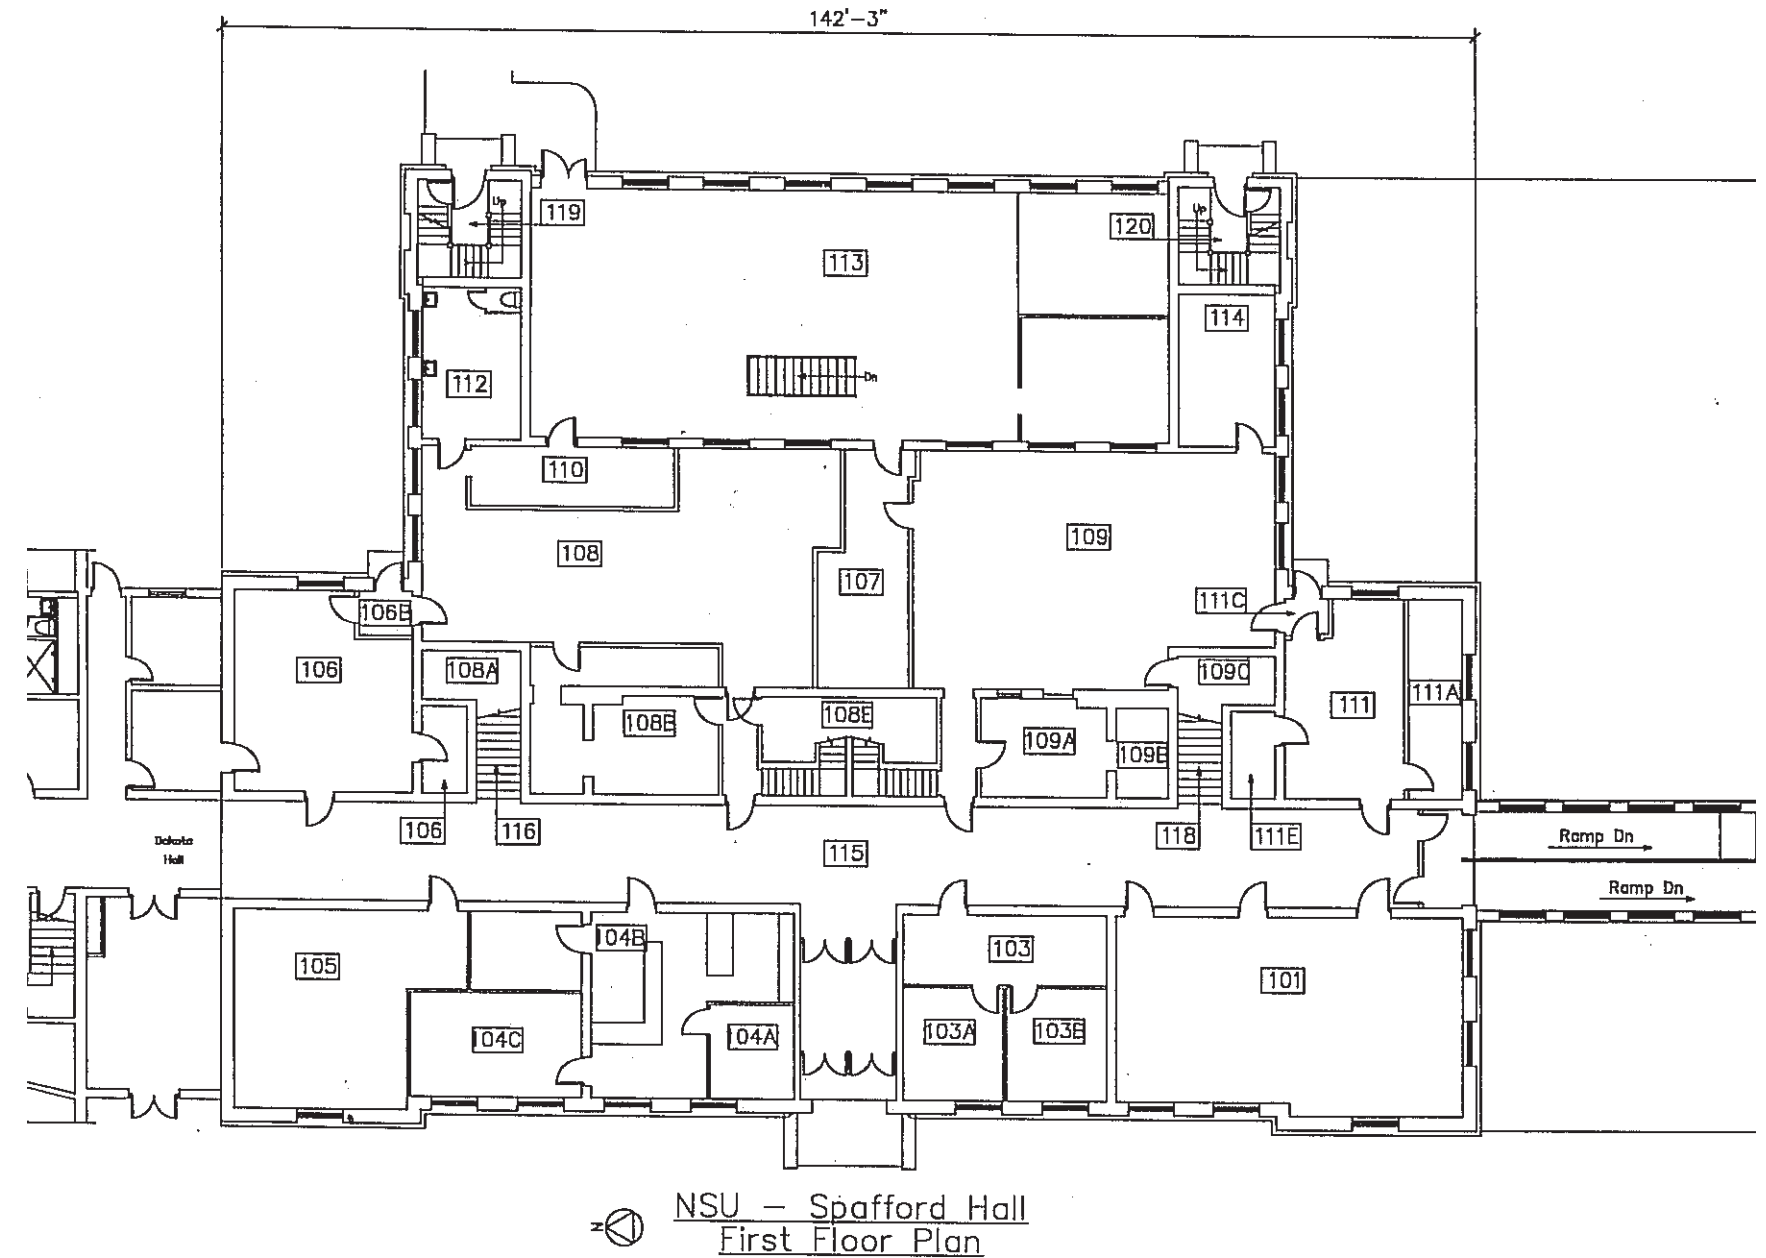 142'-3"
Up
119
120
Up
113
114
112
Dn
110
108
109
107
106B
111C
106
108A
109C
111
111A
108B
108E
109A
109B
106
116
118
111E
Dakota
Hall
115
Ramp Dn
Ramp Dn
104B
103
105
101
104C
104A
103A
103B
N
NSU - Spafford Hall
First Floor Plan